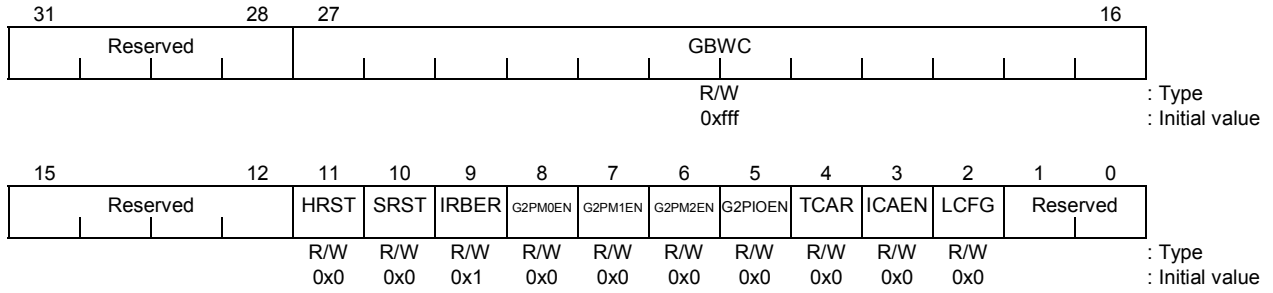 31 28 27 16
Reserved GBWC
R/W : Type
0xfff : Initial value
15 12 11 10 9 8 7 6 5 4 3 2 1 0
Reserved HRST SRST IRBER G2PM0EN G2PM1EN G2PM2EN G2PIOEN TCAR ICAEN LCFG Reserved
R/W R/W R/W R/W R/W R/W R/W R/W R/W R/W : Type
0x0 0x0 0x1 0x0 0x0 0x0 0x0 0x0 0x0 0x0 : Initial value